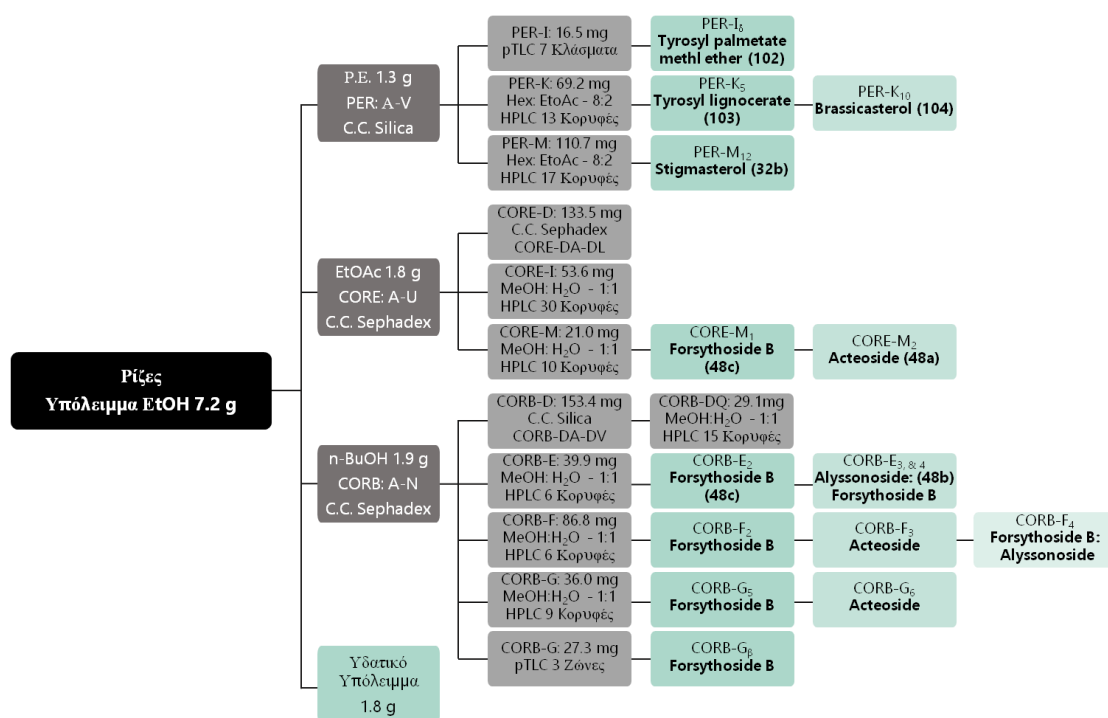 Ρίζες
Υπόλειμμα EtOH 7.2 g
P.E. 1.3 g
PER: A-V
C.C. Silica
PER-I: 16.5 mg
pTLC 7 Κλάσματα
PER-I₆
Tyrosyl palmetate
methl ether (102)
PER-K: 69.2 mg
Hex: EtoAc - 8:2
HPLC 13 Κορυφές
PER-K₅
Tyrosyl lignocerate
(103)
PER-K₁₀
Brassicasterol (104)
PER-M: 110.7 mg
Hex: EtoAc - 8:2
HPLC 17 Κορυφές
PER-M₁₂
Stigmasterol (32b)
EtOAc 1.8 g
CORE: A-U
C.C. Sephadex
CORE-D: 133.5 mg
C.C. Sephadex
CORE-DA-DL
CORE-I: 53.6 mg
MeOH: H₂O - 1:1
HPLC 30 Κορυφές
CORE-M: 21.0 mg
MeOH: H₂O - 1:1
HPLC 10 Κορυφές
CORE-M₁
Forsythoside B
(48c)
CORE-M₂
Acteoside (48a)
n-BuOH 1.9 g
CORB: A-N
C.C. Sephadex
CORB-D: 153.4 mg
C.C. Silica
CORB-DA-DV
CORB-DQ: 29.1mg
MeOH:H₂O - 1:1
HPLC 15 Κορυφές
CORB-E: 39.9 mg
MeOH: H₂O - 1:1
HPLC 6 Κορυφές
CORB-E₂
Forsythoside B
(48c)
CORB-E₃, & ₄
Alyssonoside: (48b)
Forsythoside B
CORB-F: 86.8 mg
MeOH:H₂O - 1:1
HPLC 6 Κορυφές
CORB-F₂
Forsythoside B
CORB-F₃
Acteoside
CORB-F₄
Forsythoside B:
Alyssonoside
CORB-G: 36.0 mg
MeOH:H₂O - 1:1
HPLC 9 Κορυφές
CORB-G₅
Forsythoside B
CORB-G₆
Acteoside
CORB-G: 27.3 mg
pTLC 3 Ζώνες
CORB-Gᵦ
Forsythoside B
Υδατικό
Υπόλειμμα
1.8 g